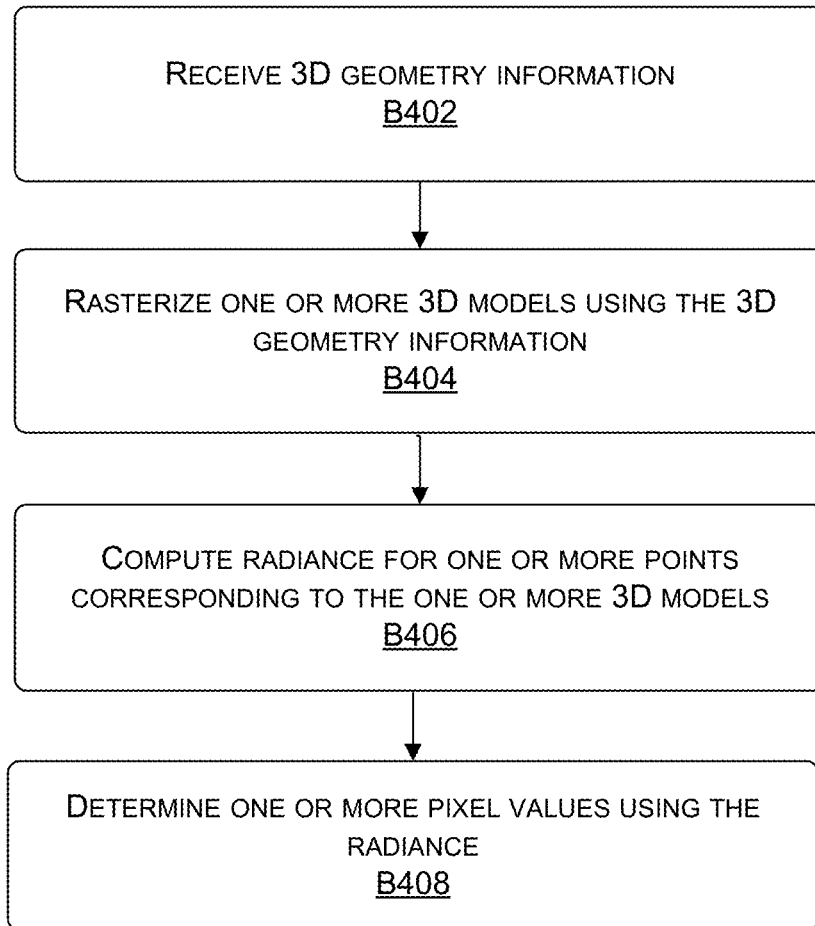 RECEIVE 3D GEOMETRY INFORMATION
B402
RASTERIZE ONE OR MORE 3D MODELS USING THE 3D
GEOMETRY INFORMATION
B404
COMPUTE RADIANCE FOR ONE OR MORE POINTS
CORRESPONDING TO THE ONE OR MORE 3D MODELS
B406
DETERMINE ONE OR MORE PIXEL VALUES USING THE
RADIANCE
B408